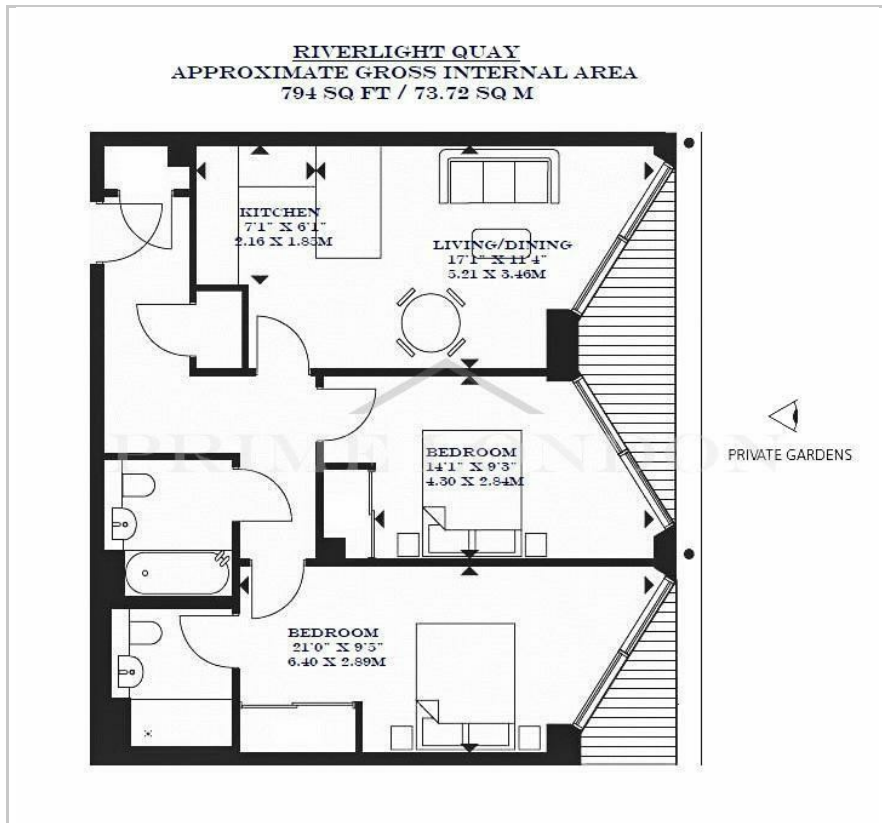 RIVERLIGHT QUAY
APPROXIMATE GROSS INTERNAL AREA
794 SQ FT / 73.72 SQ M
KITCHEN
7'1" X 6'1"
2.16 X 1.85M
LIVING/DINING
17'1" X 11'4"
5.21 X 3.46M
PRIME LONDON
BEDROOM
14'1" X 9'3"
4.30 X 2.84M
PRIVATE GARDENS
BEDROOM
21'0" X 9'5"
6.40 X 2.89M